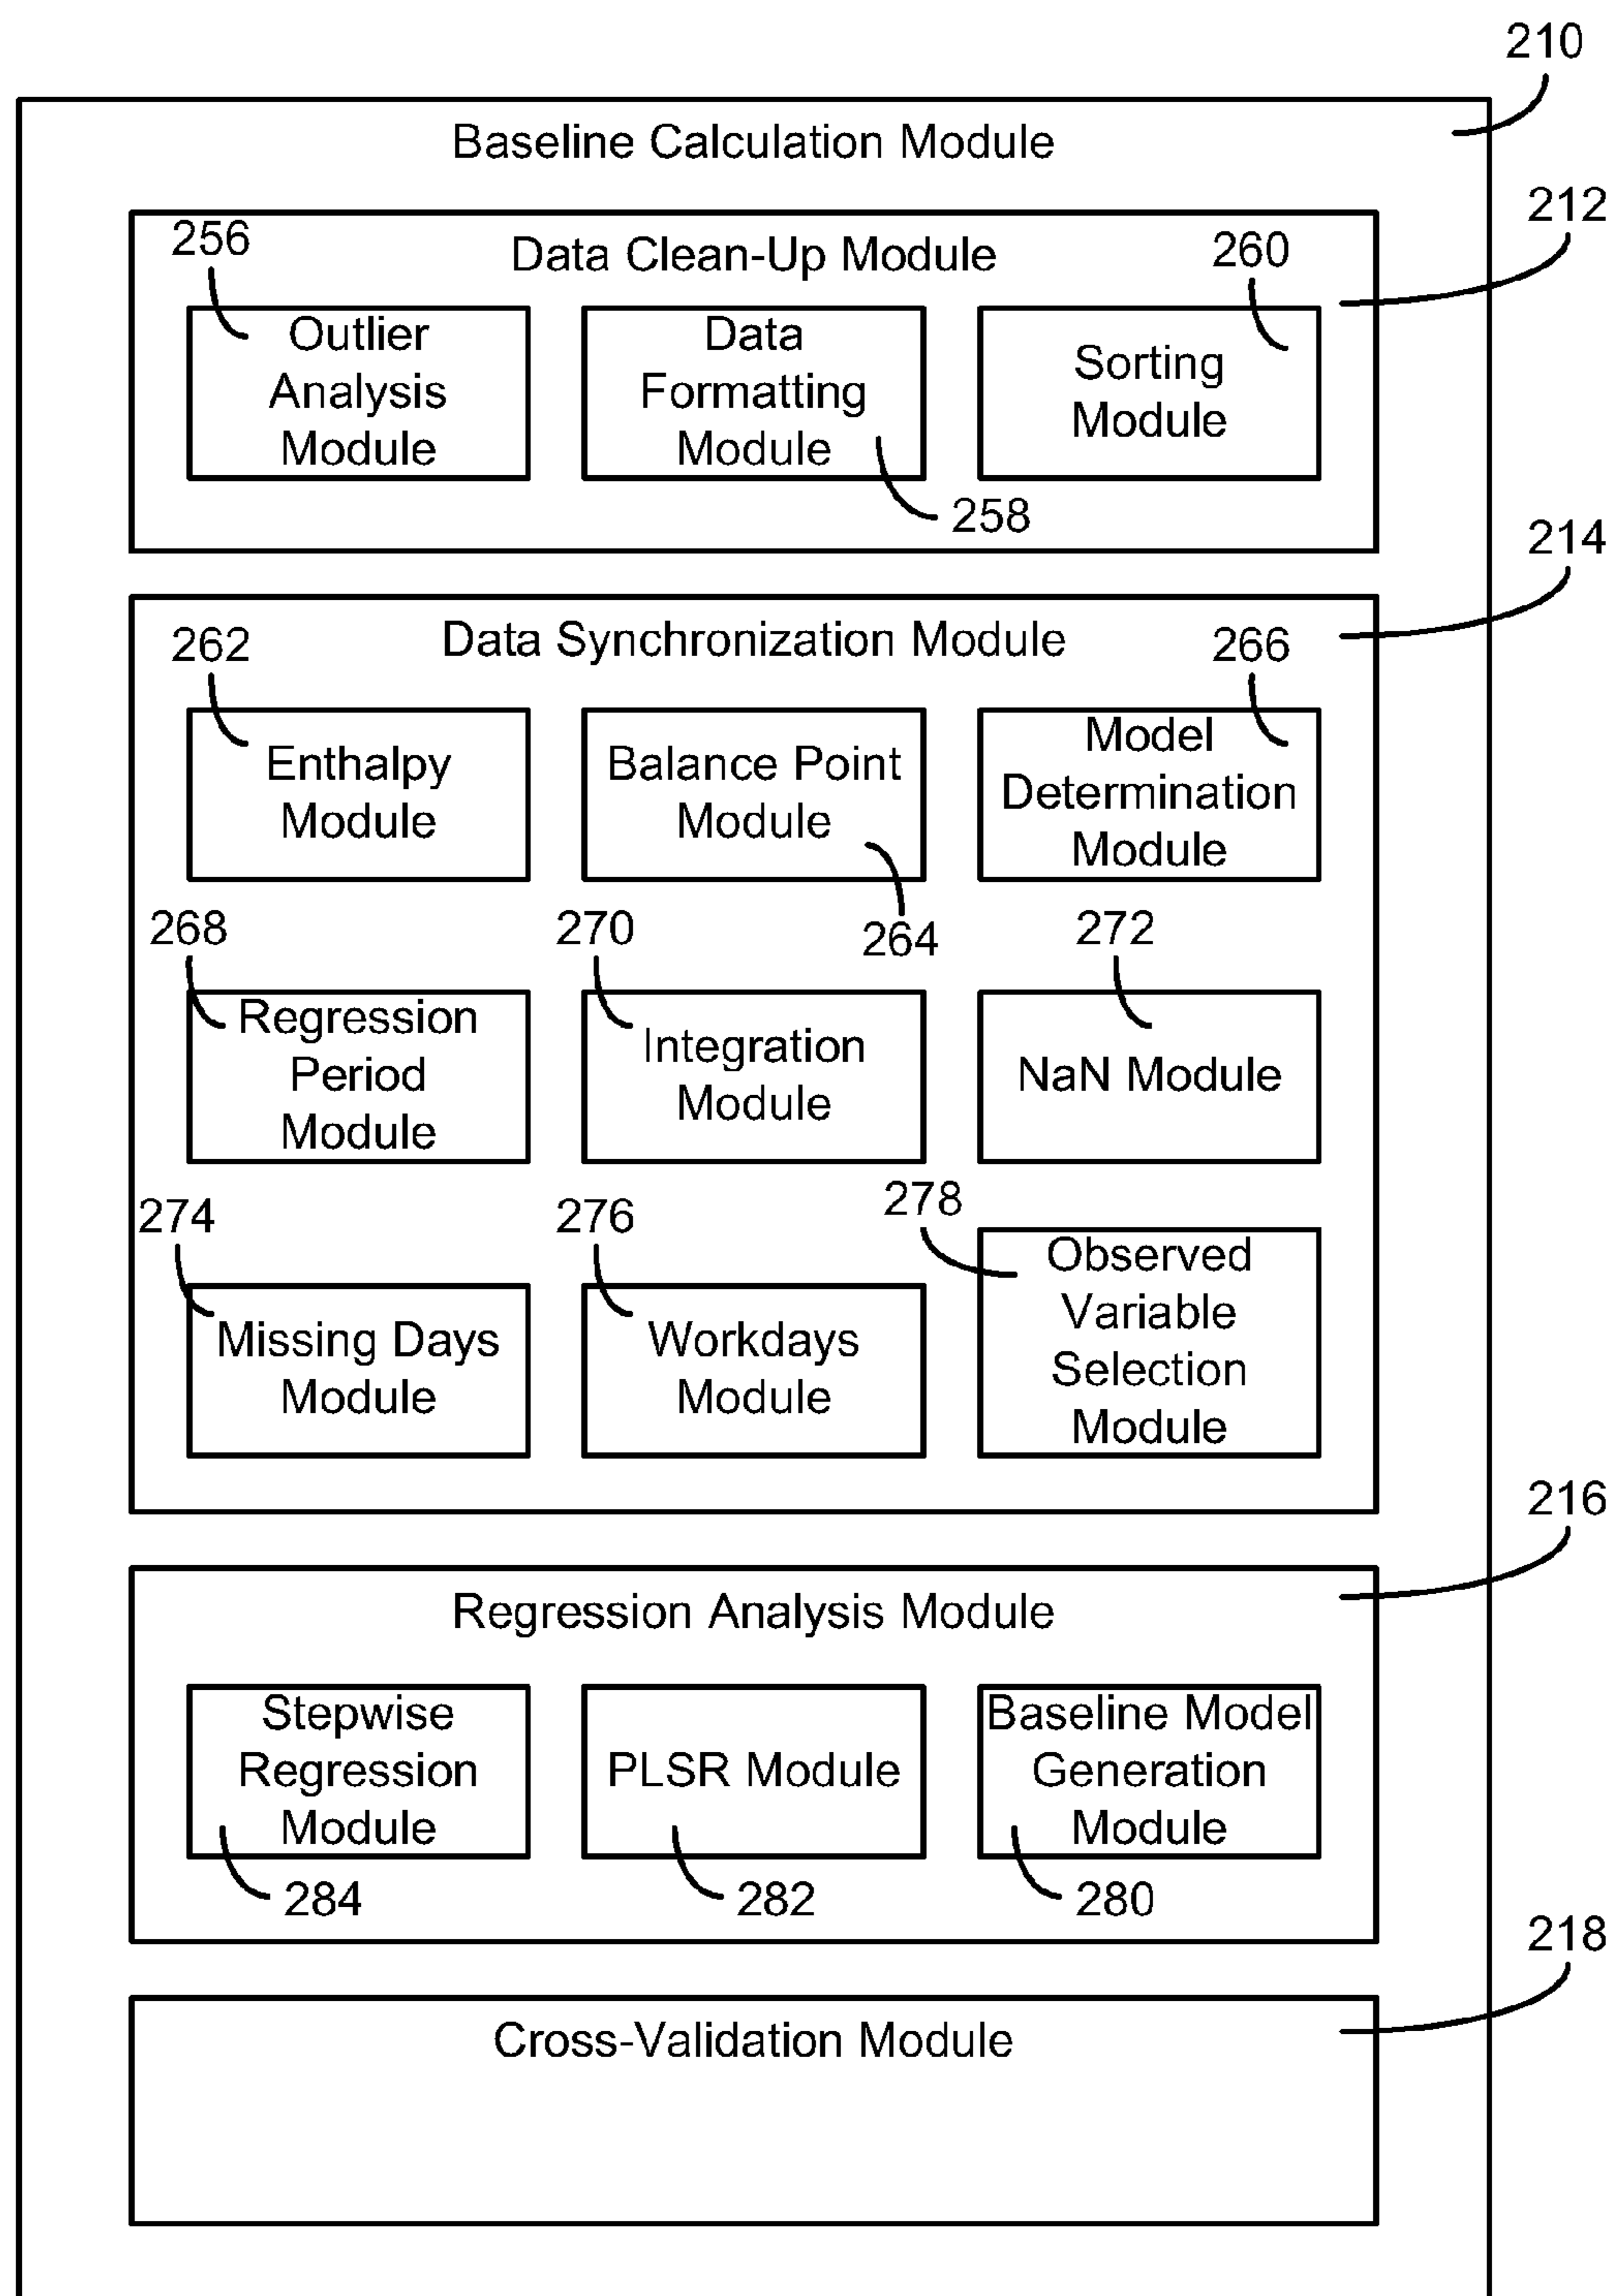 210
Baseline Calculation Module
212
256
Data Clean-Up Module
260
Outlier
Analysis
Module
Data
Formatting
Module
Sorting
Module
258
214
262
Data Synchronization Module
266
Enthalpy
Module
Balance Point
Module
Model
Determination
Module
264
268
270
272
Regression
Period
Module
Integration
Module
NaN Module
274
276
278
Missing Days
Module
Workdays
Module
Observed
Variable
Selection
Module
216
Regression Analysis Module
Stepwise
Regression
Module
PLSR Module
Baseline Model
Generation
Module
284
282
280
218
Cross-Validation Module